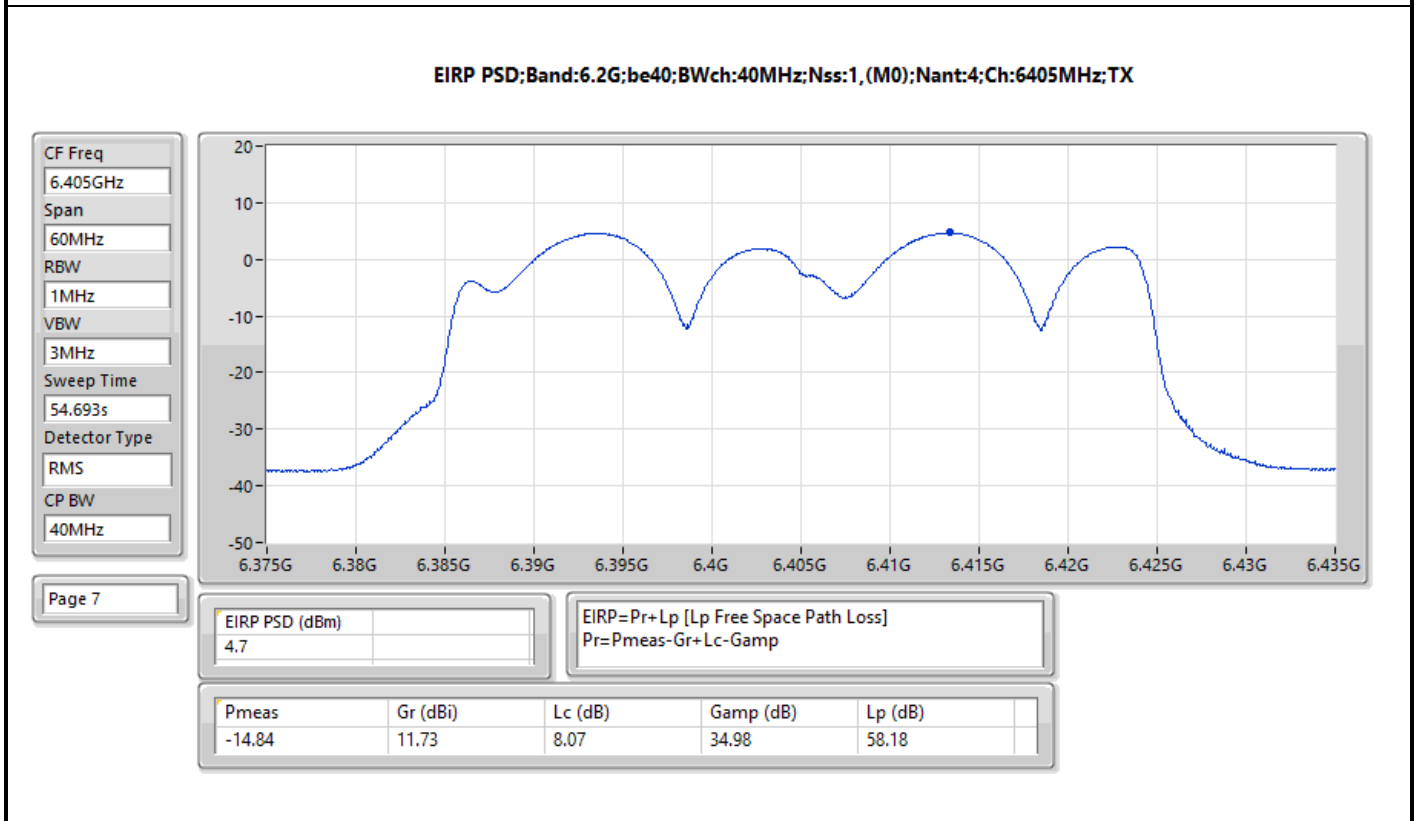 EIRP PSD;Band:6.2G;be40;BWch:40MHz;Nss:1,(M0);Nant:4;Ch:6405MHz;TX
CF Freq
6.405GHz
Span
60MHz
RBW
1MHz
VBW
3MHz
Sweep Time
54.693s
Detector Type
RMS
CP BW
40MHz
Page 7
20
10
0
-10
-20
-30
-40
-50
6.375G 6.38G 6.385G 6.39G 6.395G 6.4G 6.405G 6.41G 6.415G 6.42G 6.425G 6.43G 6.435G
EIRP PSD (dBm)
4.7
EIRP=Pr+Lp [Lp Free Space Path Loss]
Pr=Pmeas-Gr+Lc-Gamp
Pmeas Gr (dBi) Lc (dB) Gamp (dB) Lp (dB)
-14.84 11.73 8.07 34.98 58.18